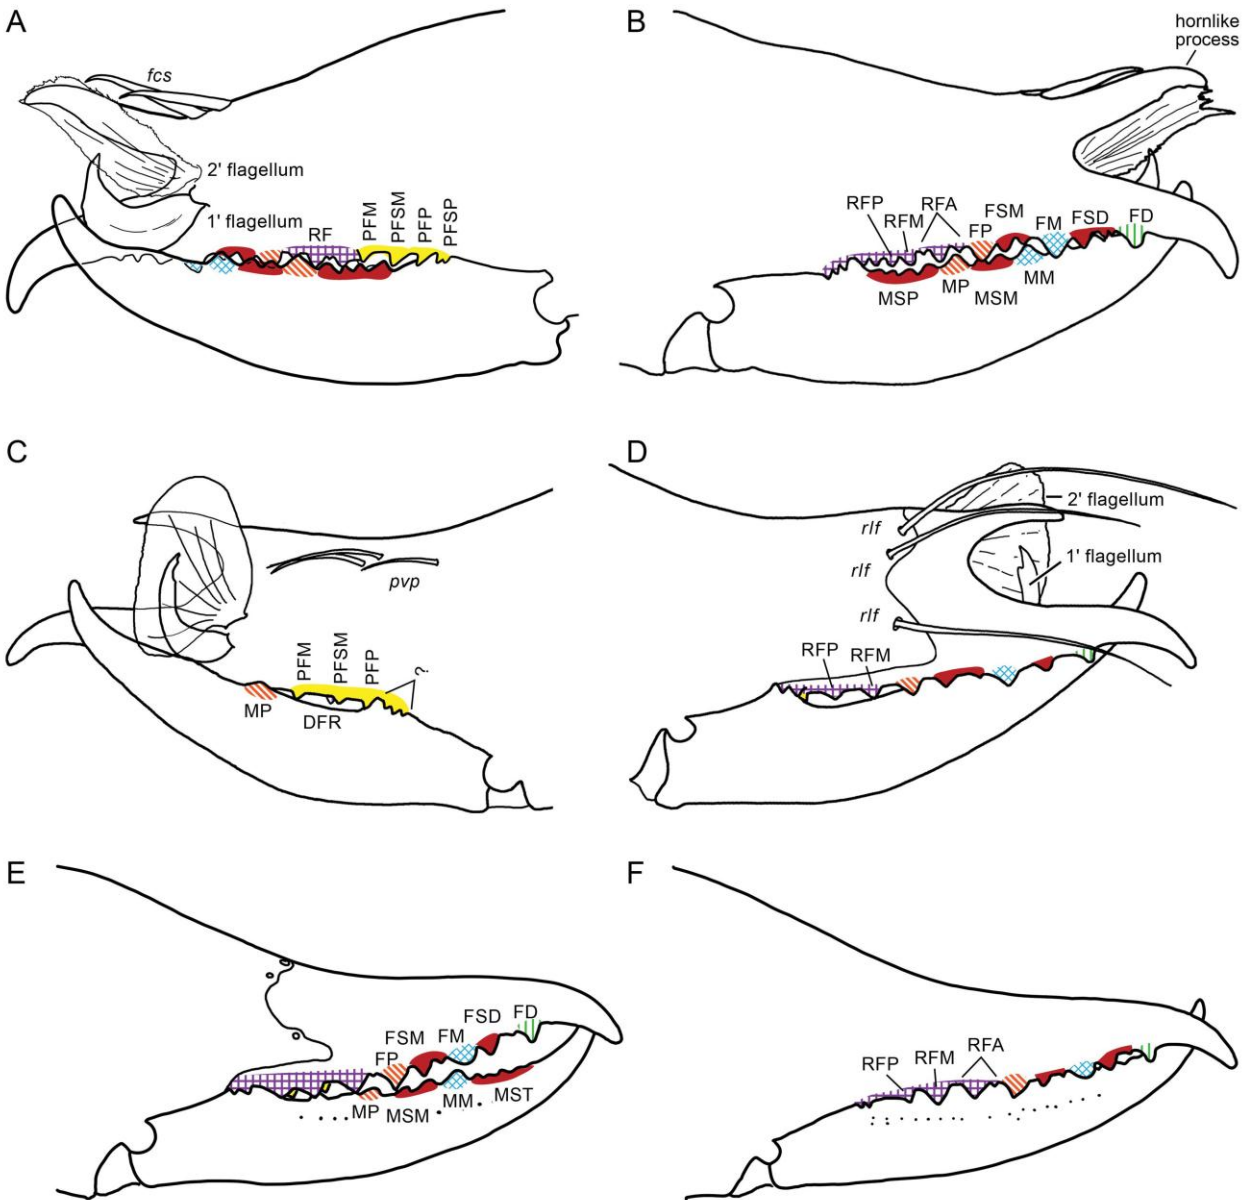 A
fcs
2' flagellum
1' flagellum
RF
PFM
PFSM
PFP
PFSP
B
hornlike
process
RFP
RFM
RFA
FP
FSM
FM
FSD
FD
MSP
MP
MSM
MM
C
pvp
PFM
PFSM
PFP
?
MP
DFR
D
2' flagellum
rlf
1' flagellum
rlf
rlf
RFP
RFM
E
FP
FSM
FM
FSD
FD
MP
MSM
MM
MST
F
RFP
RFM
RFA